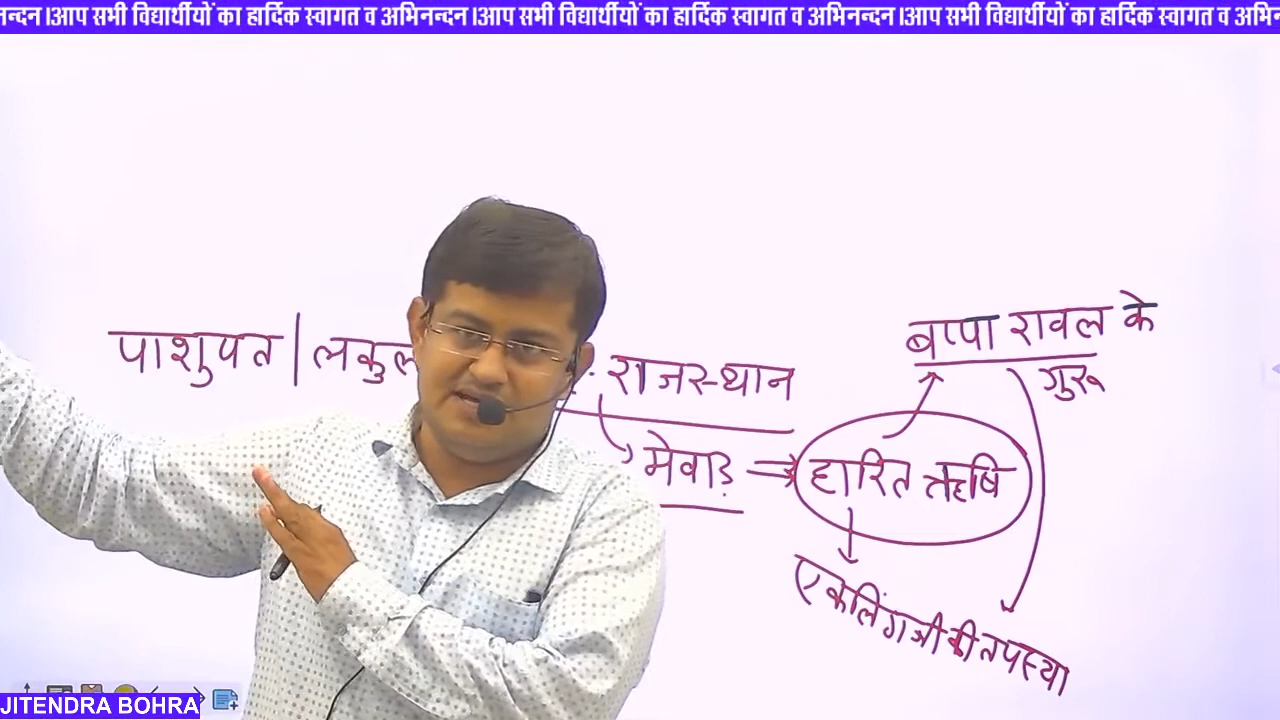 नन्दन।आप सभी विद्यार्थीयों का हार्दिक स्वागत व अभिनन्दन।आप सभी विद्यार्थीयों का हार्दिक स्वागत व अभिनन्दन।आप सभी विद्यार्थीयों का हार्दिक स्वागत व अभिन
बप्पा रावल के
गुरू
पाशुपत | लकुल
राजस्थान
मेवाड़ हारित ऋषि
एकलिंगजी की तपस्या
JITENDRA BOHRA